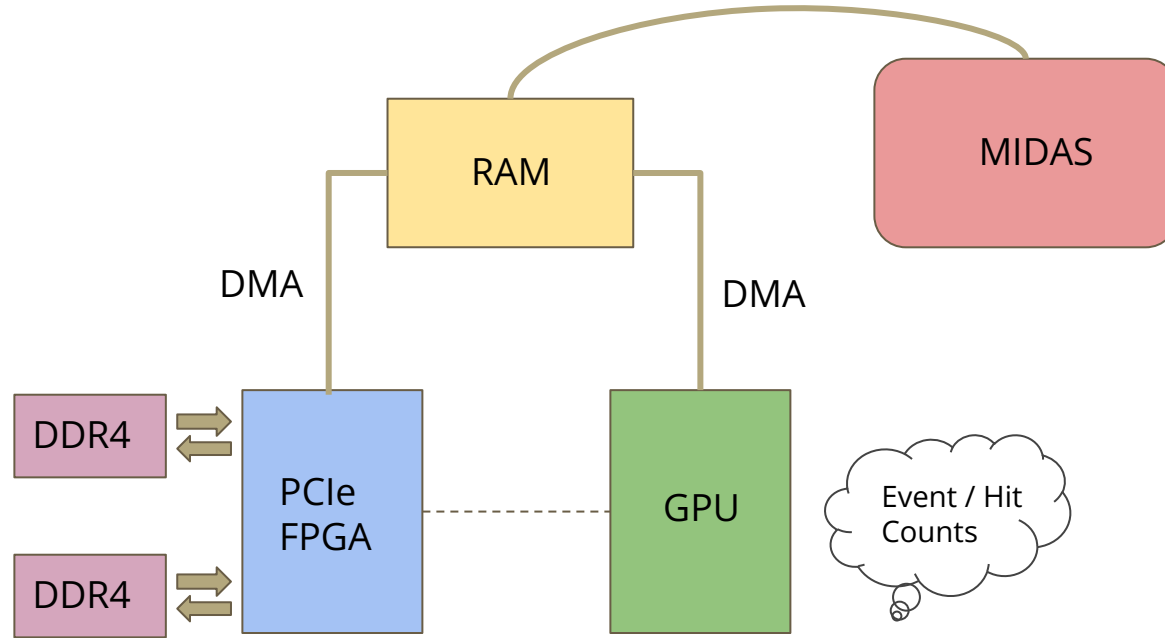 RAM
MIDAS
DMA
DMA
DDR4
PCIe
FPGA
GPU
Event / Hit
Counts
DDR4